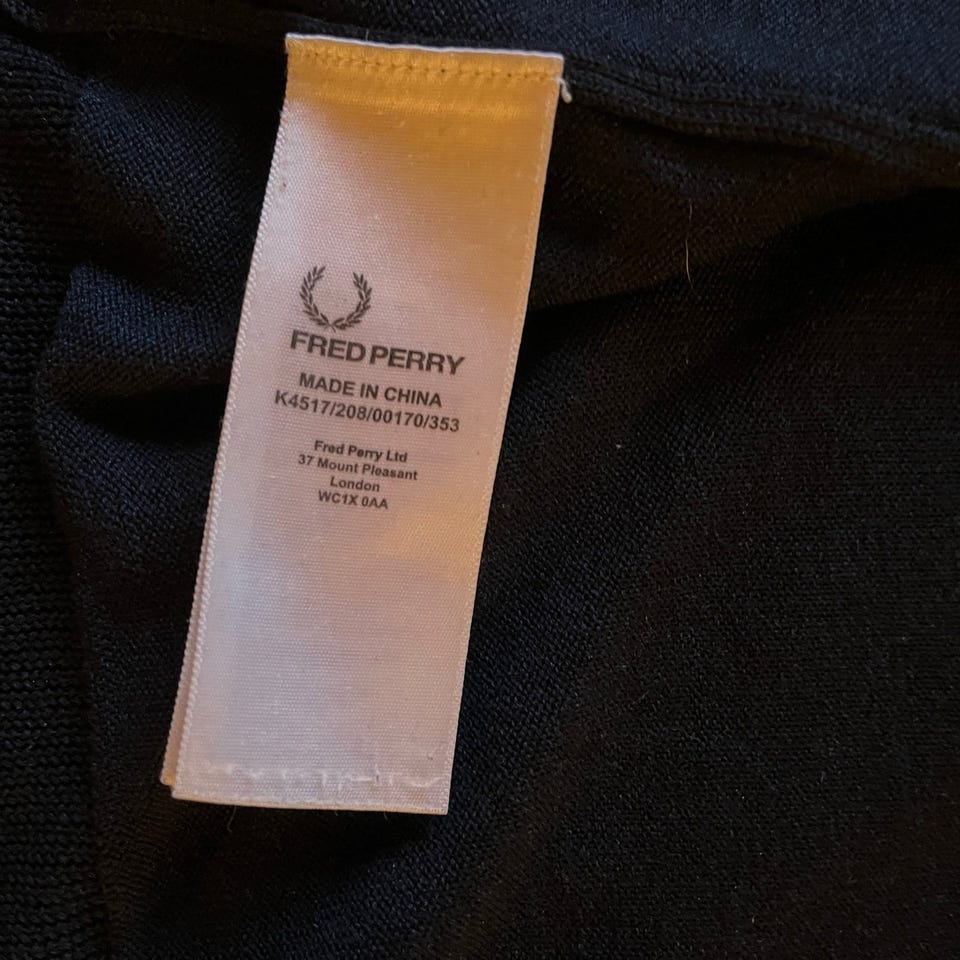 FRED PERRY
MADE IN CHINA
K4517/208/00170/353
Fred Perry Ltd
37 Mount Pleasant
London
WC1X 0AA